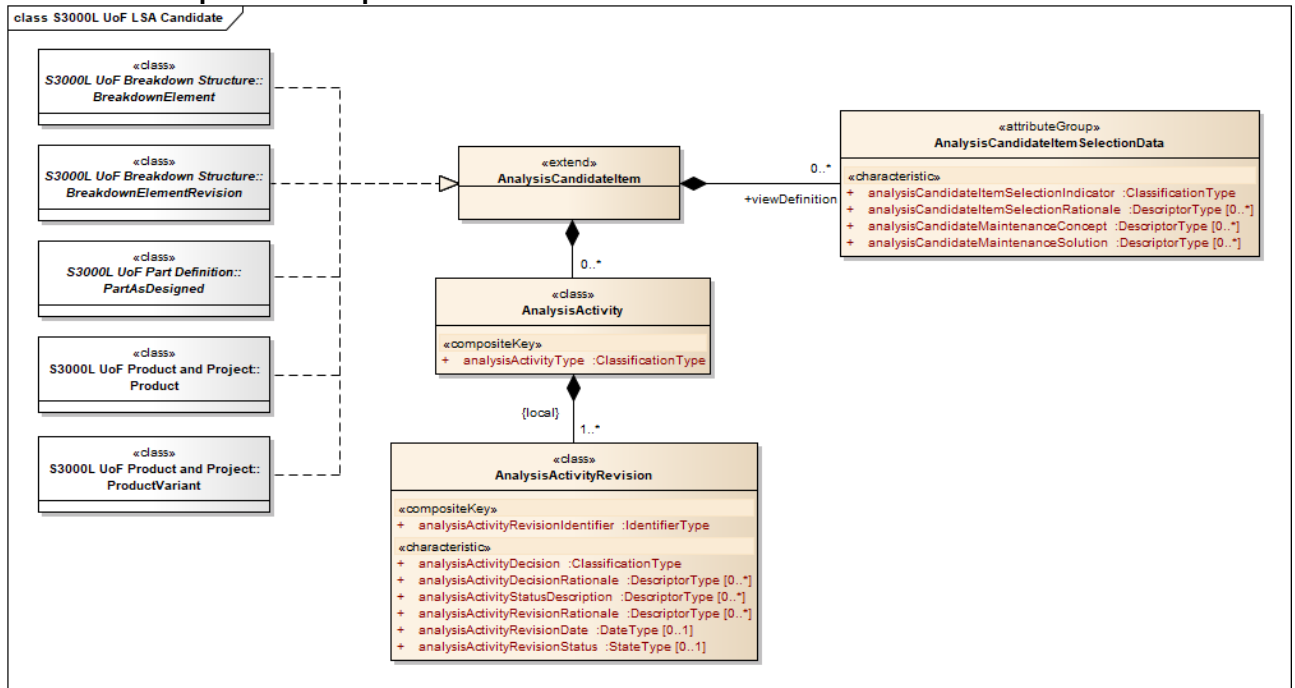 class S3000L UoF LSA Candidate
«class»
S3000L UoF Breakdown Structure::
BreakdownElement
«class»
S3000L UoF Breakdown Structure::
BreakdownElementRevision
«class»
S3000L UoF Part Definition::
PartAsDesigned
«class»
S3000L UoF Product and Project::
Product
«class»
S3000L UoF Product and Project::
ProductVariant
«extend»
AnalysisCandidateItem
0..*
+viewDefinition
«attributeGroup»
AnalysisCandidateItemSelectionData
«characteristic»
+ analysisCandidateItemSelectionIndicator :ClassificationType
+ analysisCandidateItemSelectionRationale :DescriptorType [0..*]
+ analysisCandidateMaintenanceConcept :DescriptorType [0..*]
+ analysisCandidateMaintenanceSolution :DescriptorType [0..*]
0..*
«class»
AnalysisActivity
«compositeKey»
+ analysisActivityType :ClassificationType
{local}
1..*
«class»
AnalysisActivityRevision
«compositeKey»
+ analysisActivityRevisionIdentifier :IdentifierType
«characteristic»
+ analysisActivityDecision :ClassificationType
+ analysisActivityDecisionRationale :DescriptorType [0..*]
+ analysisActivityStatusDescription :DescriptorType [0..*]
+ analysisActivityRevisionRationale :DescriptorType [0..*]
+ analysisActivityRevisionDate :DateType [0..1]
+ analysisActivityRevisionStatus :StateType [0..1]